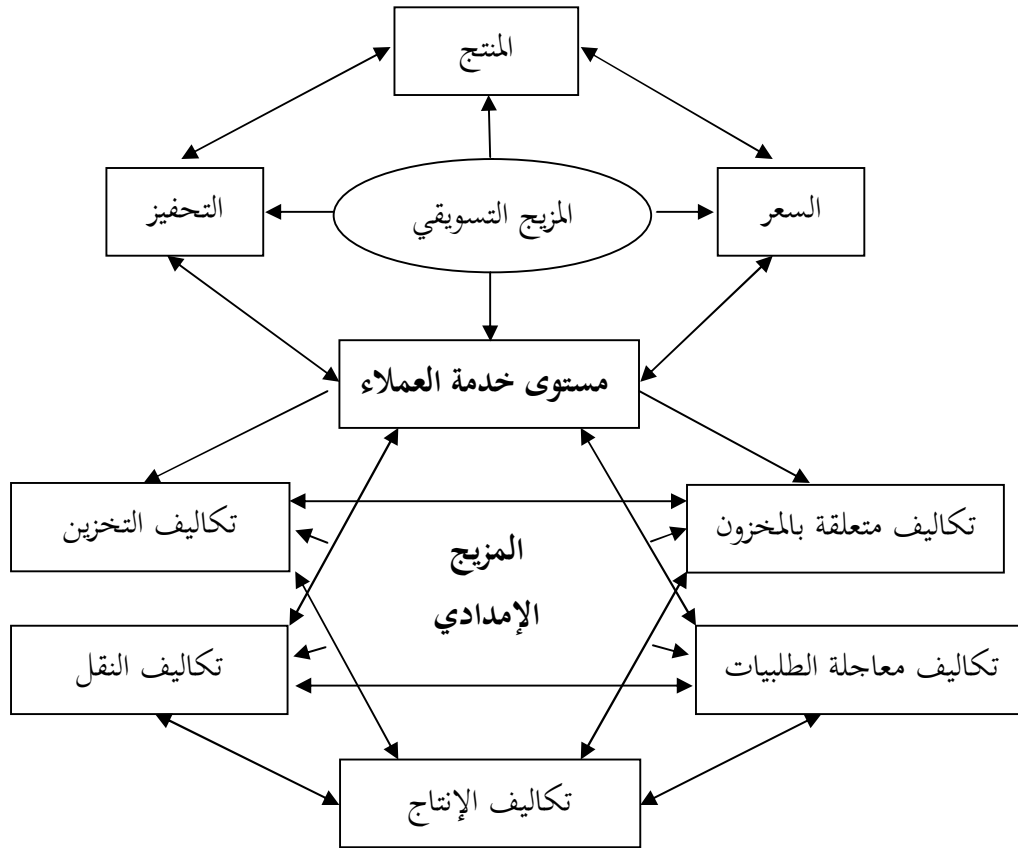 المنتج
السعر
المزيج التسويقي
التحفيز
مستوى خدمة العملاء
تكاليف متعلقة بالمخزون
تكاليف التخزين
المزيج
الإمدادي
تكاليف معاجلة الطلبيات
تكاليف النقل
تكاليف الإنتاج